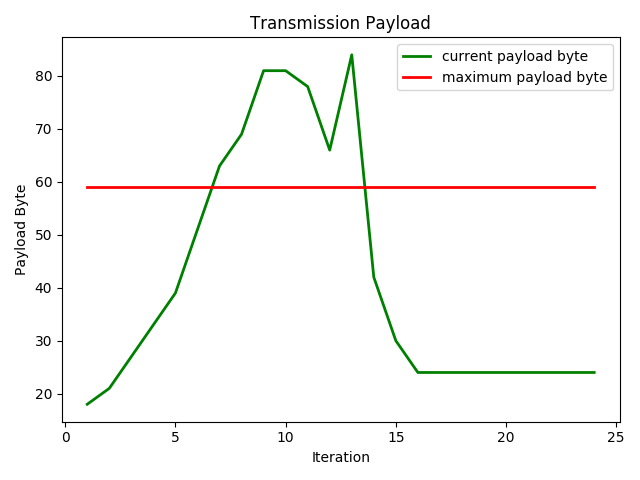 Transmission Payload
current payload byte
maximum payload byte
Payload Byte
80
70
60
50
40
30
20
0 5 10 15 20 25
Iteration